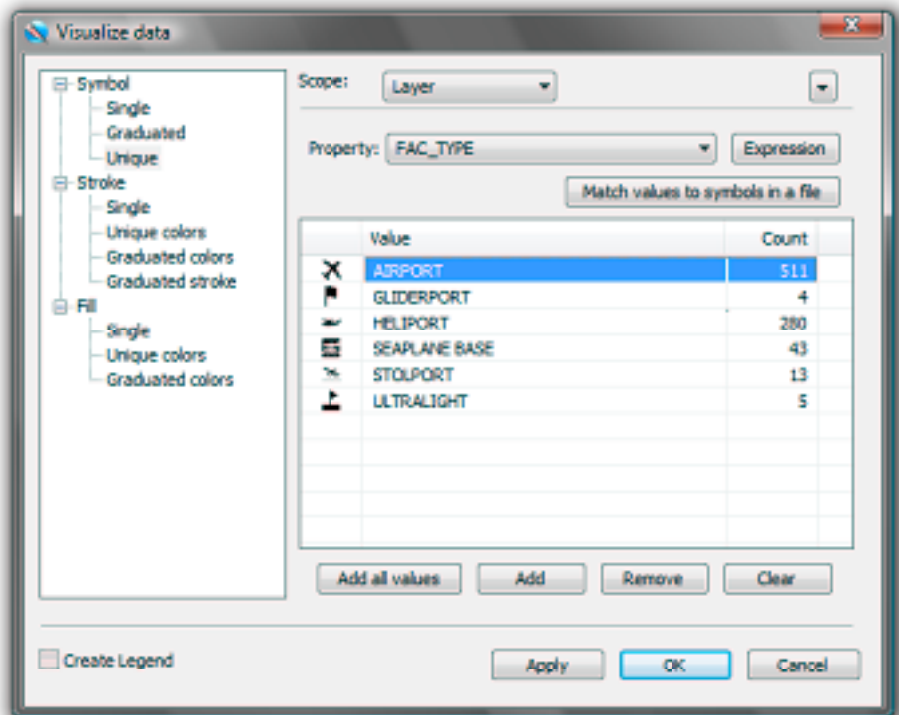 Visualize data
Symbol
Single
Graduated
Unique
Stroke
Single
Unique colors
Graduated colors
Graduated stroke
Fill
Single
Unique colors
Graduated colors
Scope: Layer
Property: FAC_TYPE Expression
Match values to symbols in a file
Value Count
AIRPORT 511
GLIDERPORT 4
HELIPORT 280
SEAPLANE BASE 43
STOLPORT 13
ULTRALIGHT 5
Add all values Add Remove Clear
Create Legend
Apply OK Cancel